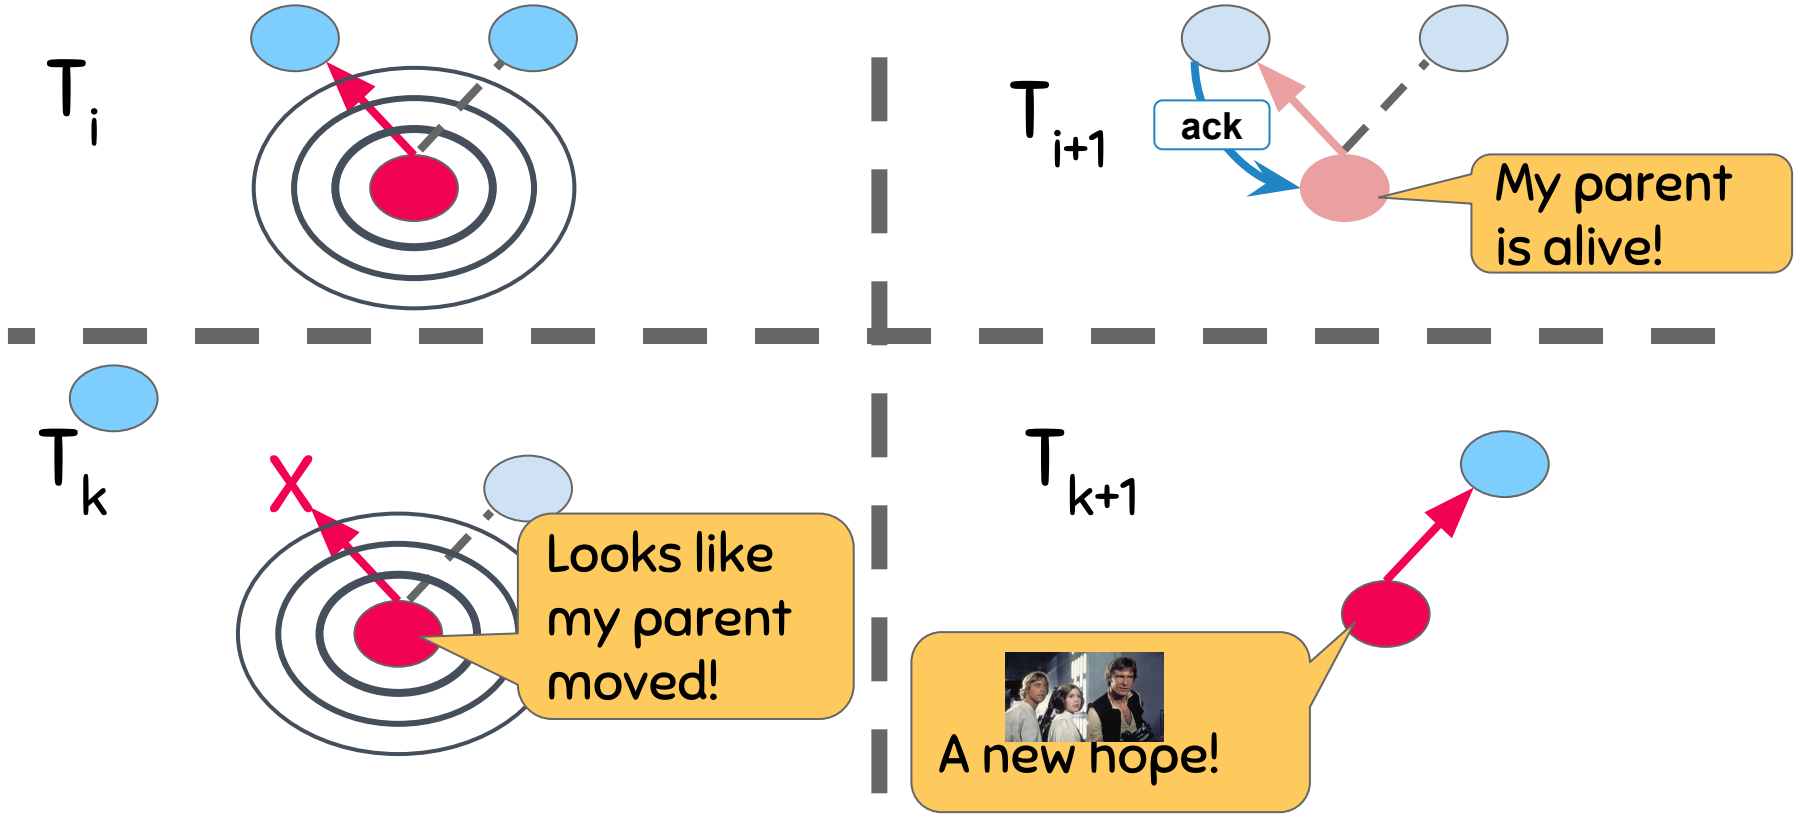 T i
T i+1
ack
My parent
is alive!
T k
X
Looks like
my parent
moved!
T k+1
A new hope!